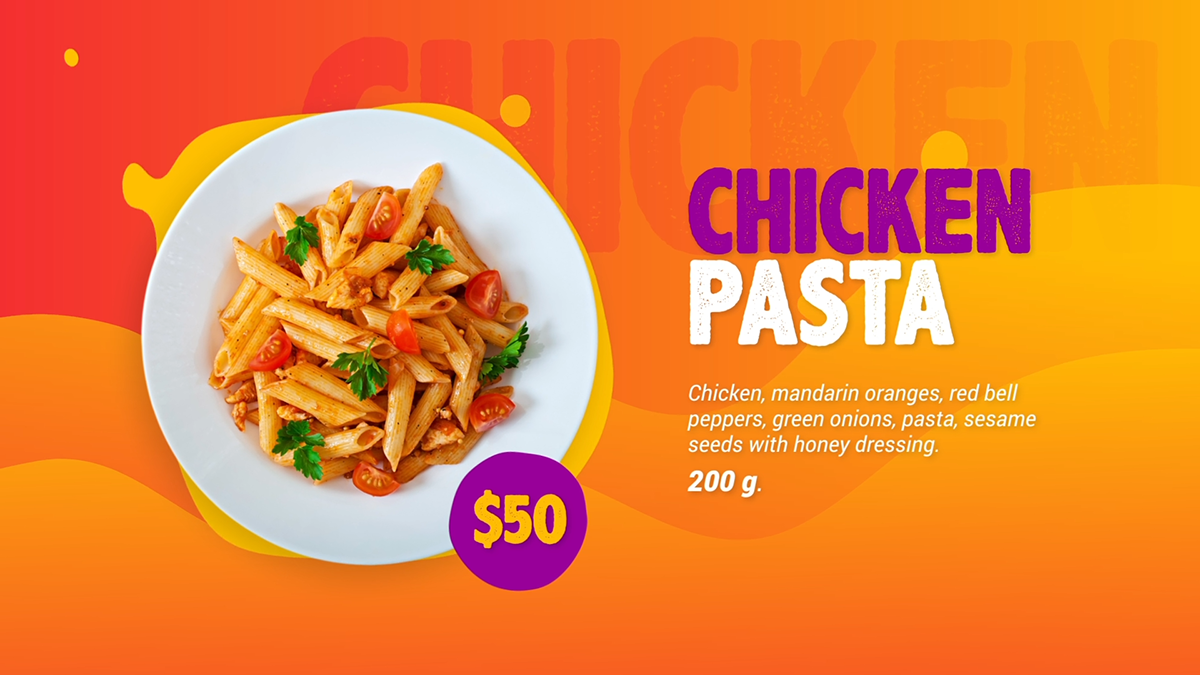 CHICKEN
CHICKEN
PASTA
Chicken, mandarin oranges, red bell
peppers, green onions, pasta, sesame
seeds with honey dressing.
200 g.
$50